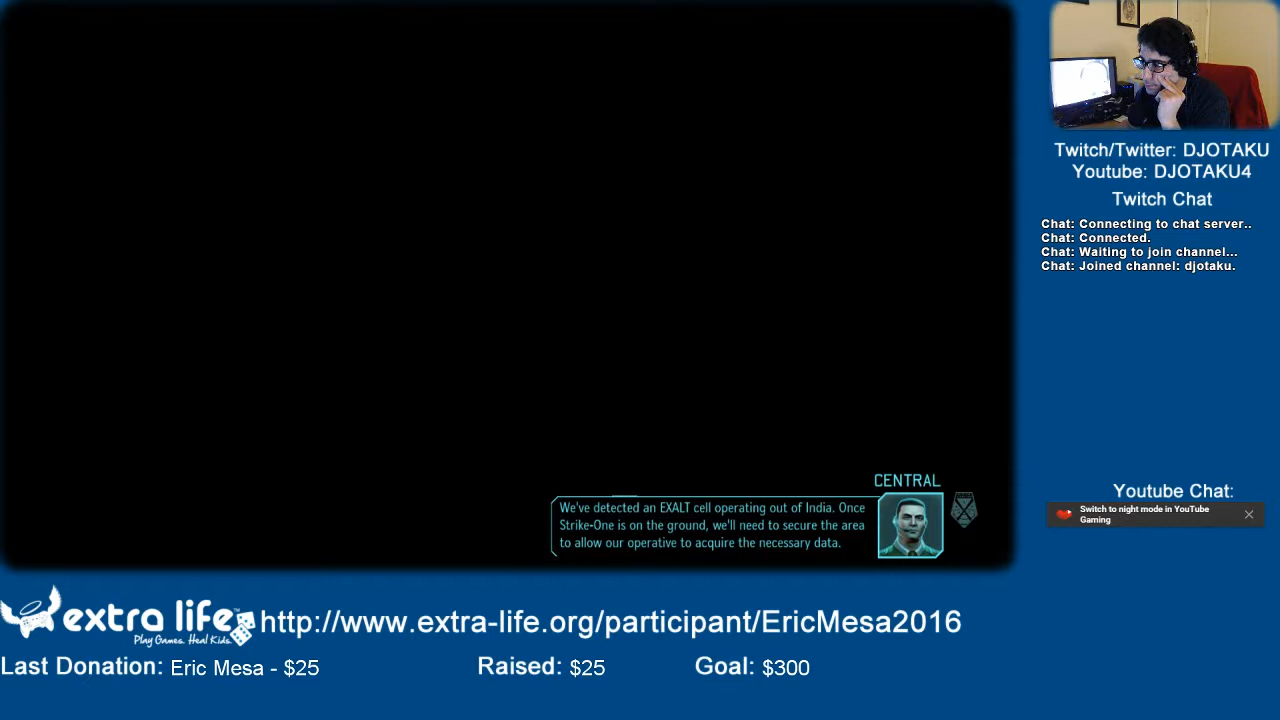 Twitch/Twitter: DJOTAKU
Youtube: DJOTAKU4
Twitch Chat
Chat: Connecting to chat server..
Chat: Connected.
Chat: Waiting to join channel...
Chat: Joined channel: djotaku.
CENTRAL
We've detected an EXALT cell operating out of India. Once
Strike-One is on the ground, we'll need to secure the area
to allow our operative to acquire the necessary data.
Youtube Chat:
Switch to night mode in YouTube
Gaming
extra life
Play Games. Heal Kids.
http://www.extra-life.org/participant/EricMesa2016
Last Donation: Eric Mesa - $25
Raised: $25
Goal: $300